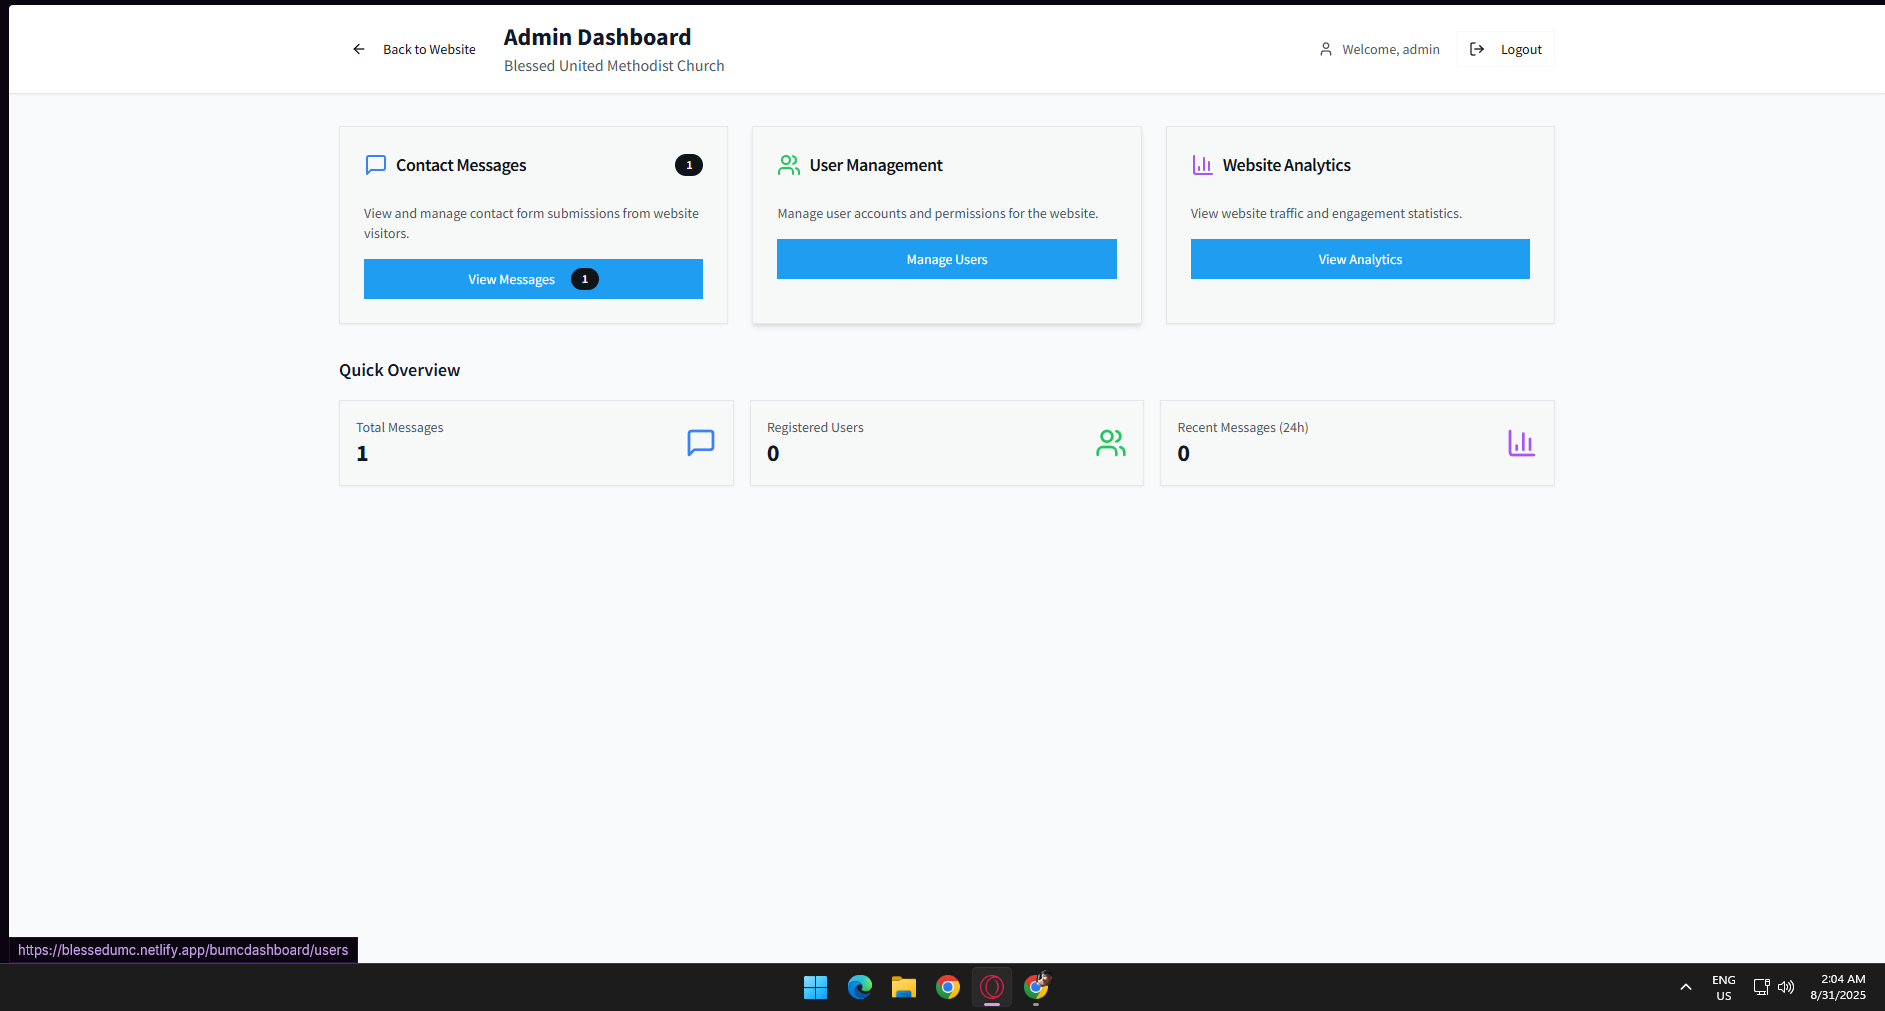 Back to Website
Admin Dashboard
Blessed United Methodist Church
Welcome, admin
Logout
Contact Messages
1
View and manage contact form submissions from website
visitors.
View Messages 1
User Management
Manage user accounts and permissions for the website.
Manage Users
Website Analytics
View website traffic and engagement statistics.
View Analytics
Quick Overview
Total Messages
1
Registered Users
0
Recent Messages (24h)
0
https://blessedumc.netlify.app/bumcdashboard/users
ENG
US
2:04 AM
8/31/2025